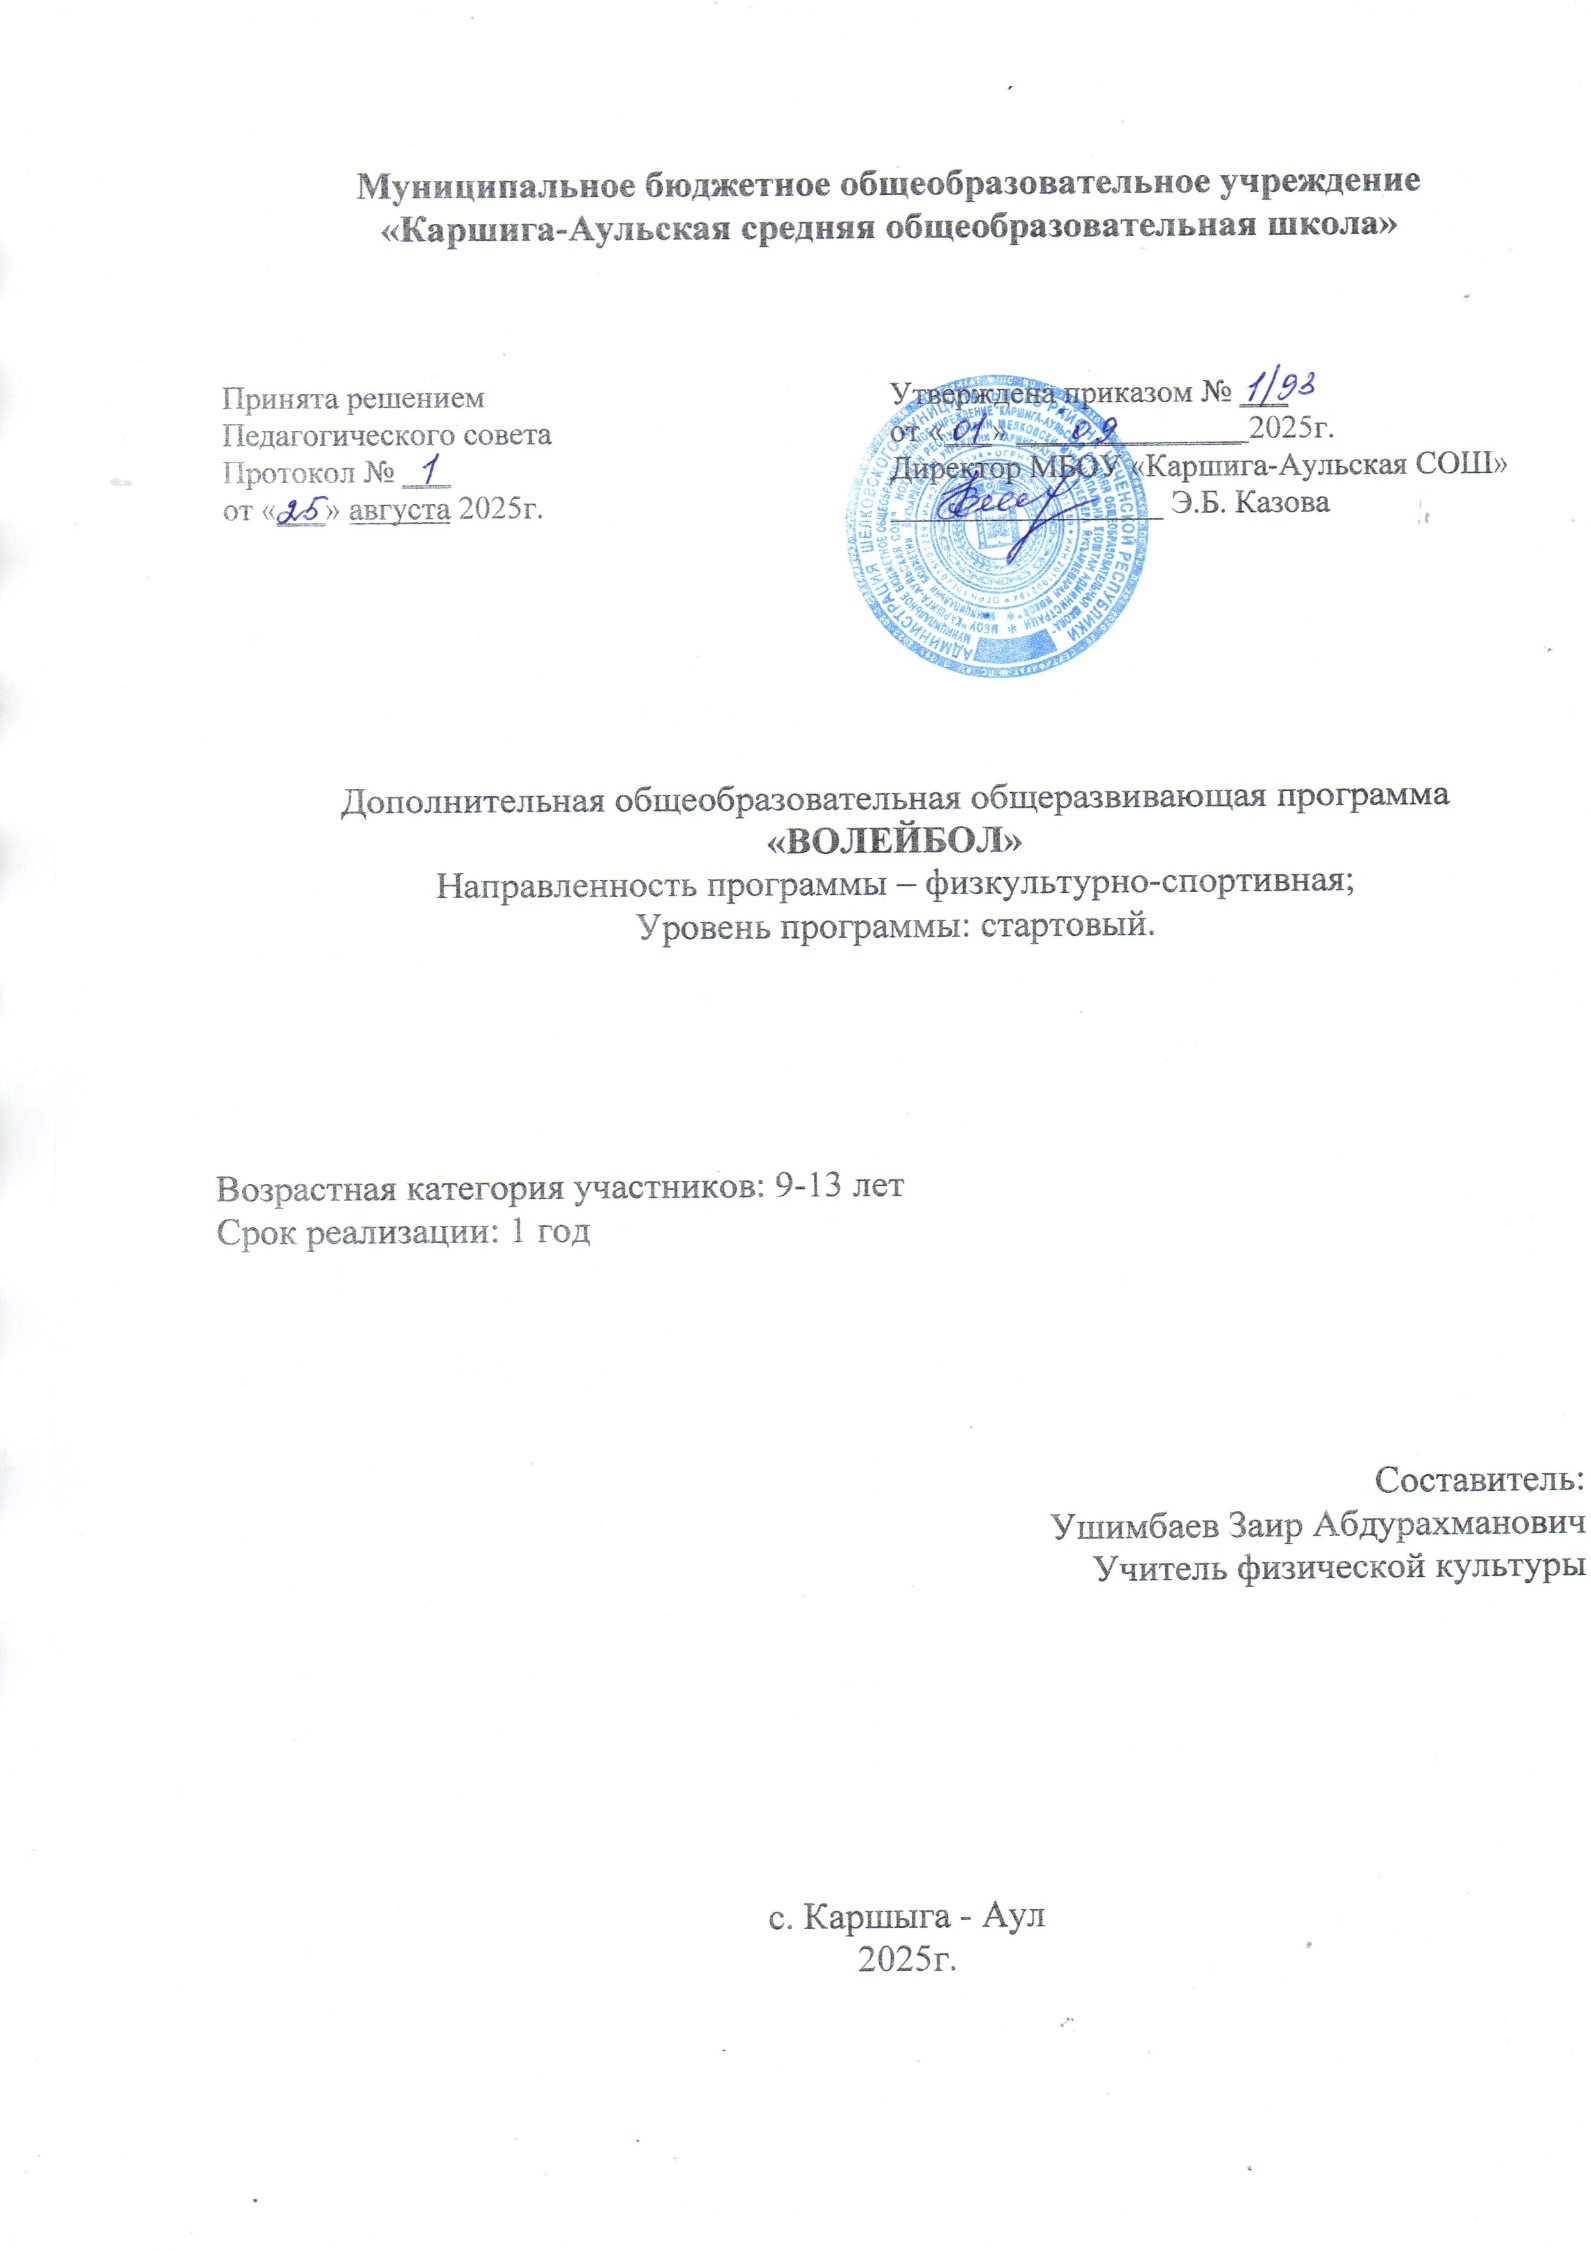 Муниципальное бюджетное общеобразовательное учреждение
«Каршига-Аульская средняя общеобразовательная школа»
Принята решением
Педагогического совета
Протокол № 1
от «25» августа 2025г.
Утверждена приказом № 1/93
от «01» 09 2025г.
Директор МБОУ «Каршига-Аульская СОШ»
Э.Б. Казова
Дополнительная общеобразовательная общеразвивающая программа
«ВОЛЕЙБОЛ»
Направленность программы – физкультурно-спортивная;
Уровень программы: стартовый.
Возрастная категория участников: 9-13 лет
Срок реализации: 1 год
Составитель:
Ушимбаев Заир Абдурахманович
Учитель физической культуры
с. Каршыга - Аул
2025г.